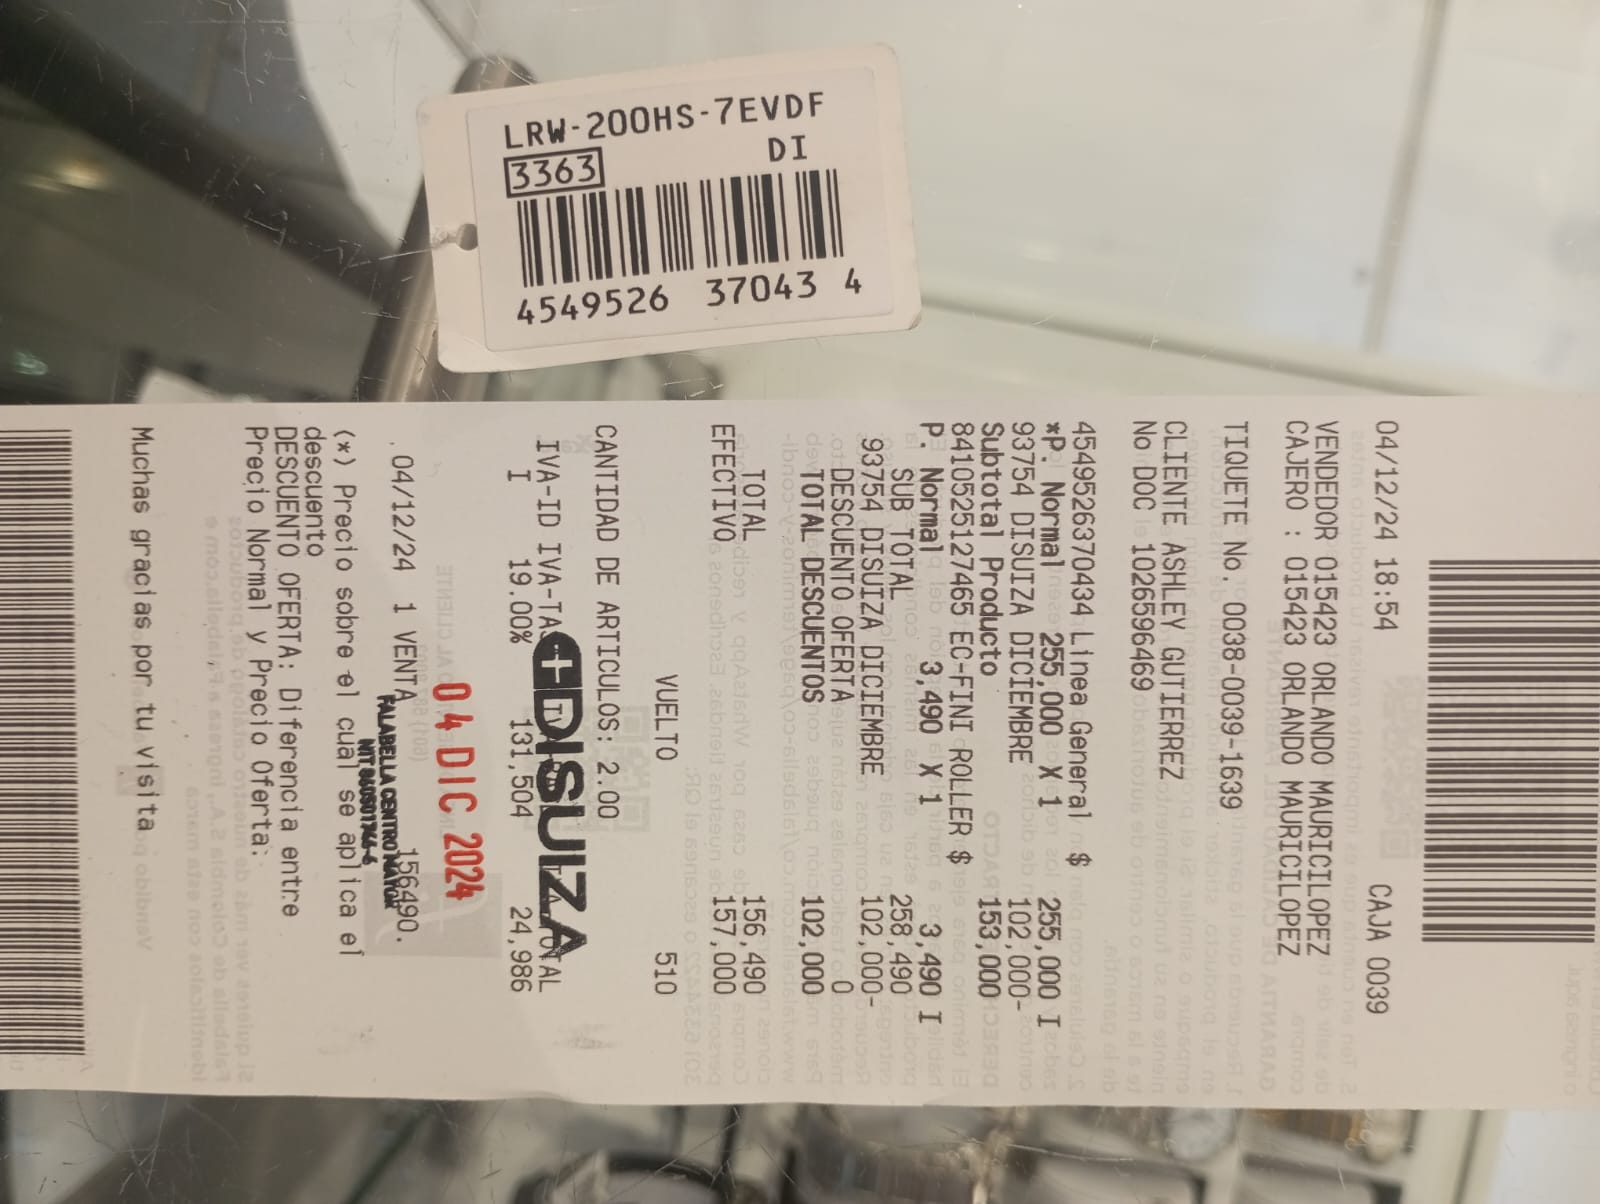 LRW-200HS-7EVDF
3363 DI
4549526 37043 4
04/12/24 18:54 CAJA 0039
VENDEDOR 015423 ORLANDO MAURICILOPEZ
CAJERO : 015423 ORLANDO MAURICILOPEZ
TIQUETE No. 0038-0039-1639
CLIENTE ASHLEY GUTIERREZ
No DOC 1026596469
4549526370434 Linea General $ 255,000 I
*P. Normal 255,000 X 1
93754 DISUIZA DICIEMBRE 102,000-
Subtotal Producto 153,000
8410525127465 EC-FINI ROLLER $ 3,490 I
P. Normal 3,490 X 1
SUB TOTAL 258,490
93754 DISUIZA DICIEMBRE 102,000-
DESCUENTO OFERTA 0
TOTAL DESCUENTOS 102,000
TOTAL 156,490
EFECTIVO 157,000
VUELTO 510
CANTIDAD DE ARTICULOS: 2.00
DISUIZA
IVA-ID IVA-TAS
I 19.00% 131,504 24,986
04 DIC 2024
04/12/24 1 VENTA 156490.
FALABELLA CENTRO MAYOR
(*) Precio sobre el cual se aplica el
descuento
DESCUENTO OFERTA: Diferencia entre
Precio Normal y Precio Oferta:
Muchas gracias por tu visita